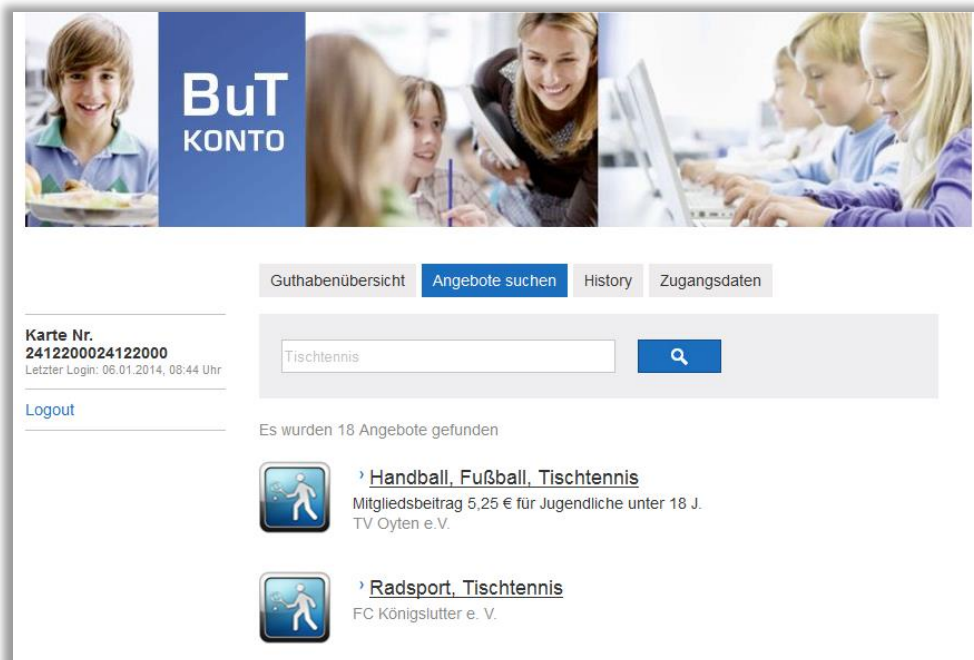 BuT
KONTO
Guthabenübersicht Angebote suchen History Zugangsdaten
Karte Nr.
2412200024122000
Letzter Login: 06.01.2014, 08:44 Uhr
Logout
Tischtennis
Es wurden 18 Angebote gefunden
› Handball, Fußball, Tischtennis
Mitgliedsbeitrag 5,25 € für Jugendliche unter 18 J.
TV Oyten e.V.
› Radsport, Tischtennis
FC Königslutter e. V.